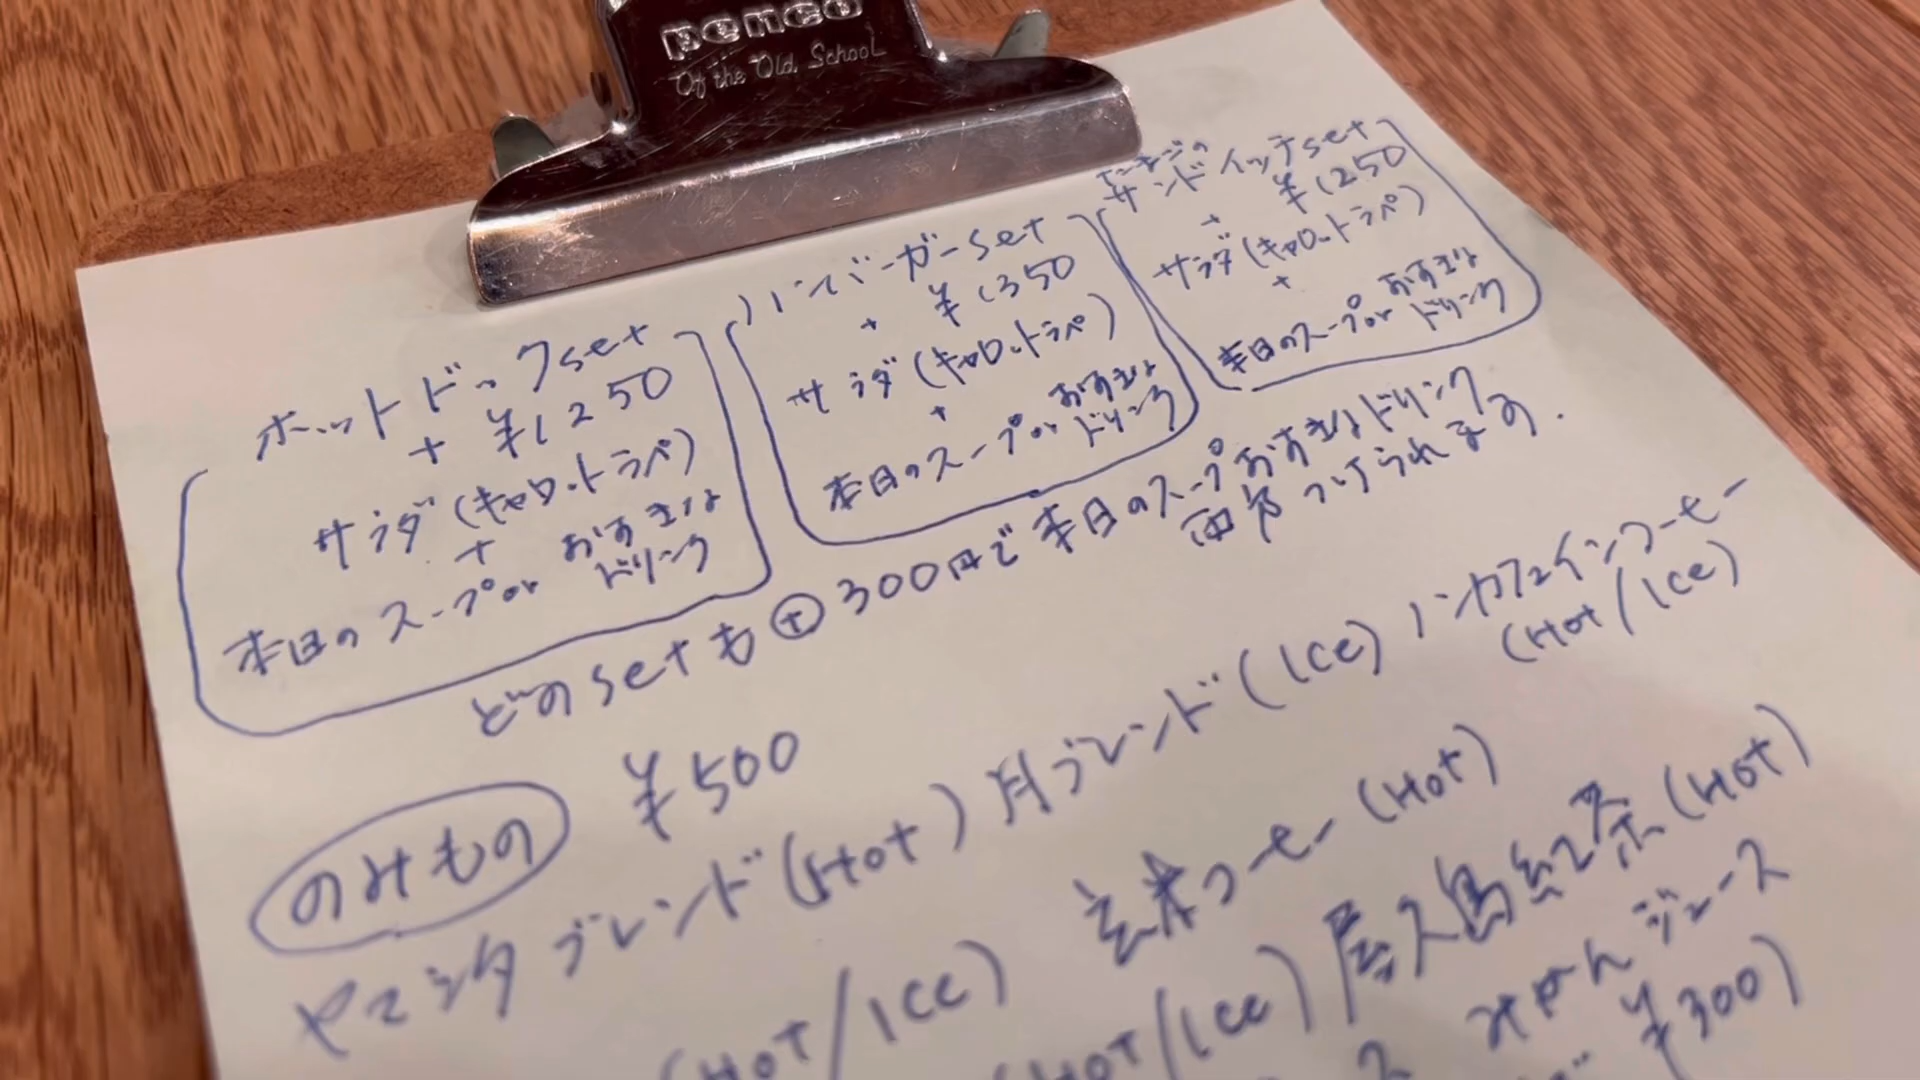 penco
Of the Old School
ホットドックset
+ ¥1250
サラダ(キャロットラペ)
+
本日のスープor おすきなドリンク
ハンバーガーset
+ ¥1350
サラダ(キャロットラペ)
+
本日のスープor おすきなドリンク
サンドイッチset
+ ¥1250
サラダ(キャロットラペ)
+
本日のスープor おすきなドリンク
どのsetも⊕300円で本日のスープおすきなドリンク
両方つけられます.
のみもの ¥500
ヤマシタブレンド(Hot) 月ブレンド(Ice) ハンカフェインコーヒー
(Hot/Ice)
玄米コーヒー(Hot)
(Hot/Ice)
屋久島紅茶(Hot)
(Hot/Ice)
みかんジュース
¥300)